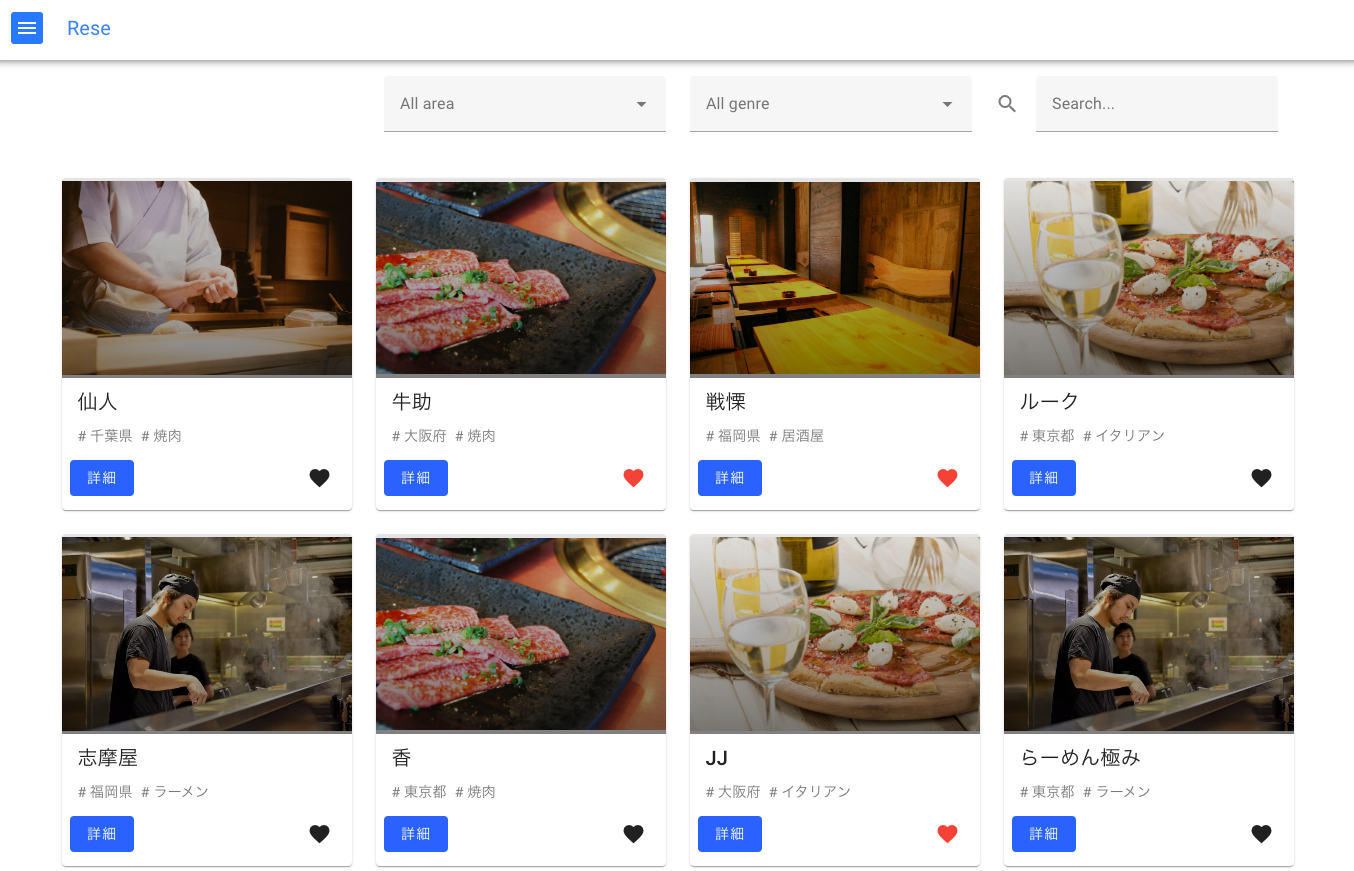 Rese
All area
All genre
Search...
仙人
# 千葉県 # 焼肉
詳細
牛助
# 大阪府 # 焼肉
詳細
戦慄
# 福岡県 # 居酒屋
詳細
ルーク
# 東京都 # イタリアン
詳細
志摩屋
# 福岡県 # ラーメン
詳細
香
# 東京都 # 焼肉
詳細
JJ
# 大阪府 # イタリアン
詳細
らーめん極み
# 東京都 # ラーメン
詳細